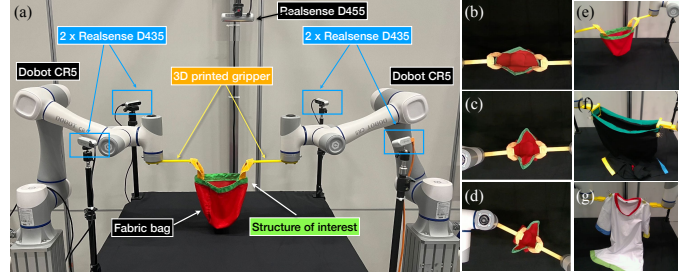 (a)
Realsense D455
2 x Realsense D435
2 x Realsense D435
Dobot CR5
3D printed gripper
Dobot CR5
Fabric bag
Structure of interest
(b)
(c)
(d)
(e)
(f)
(g)